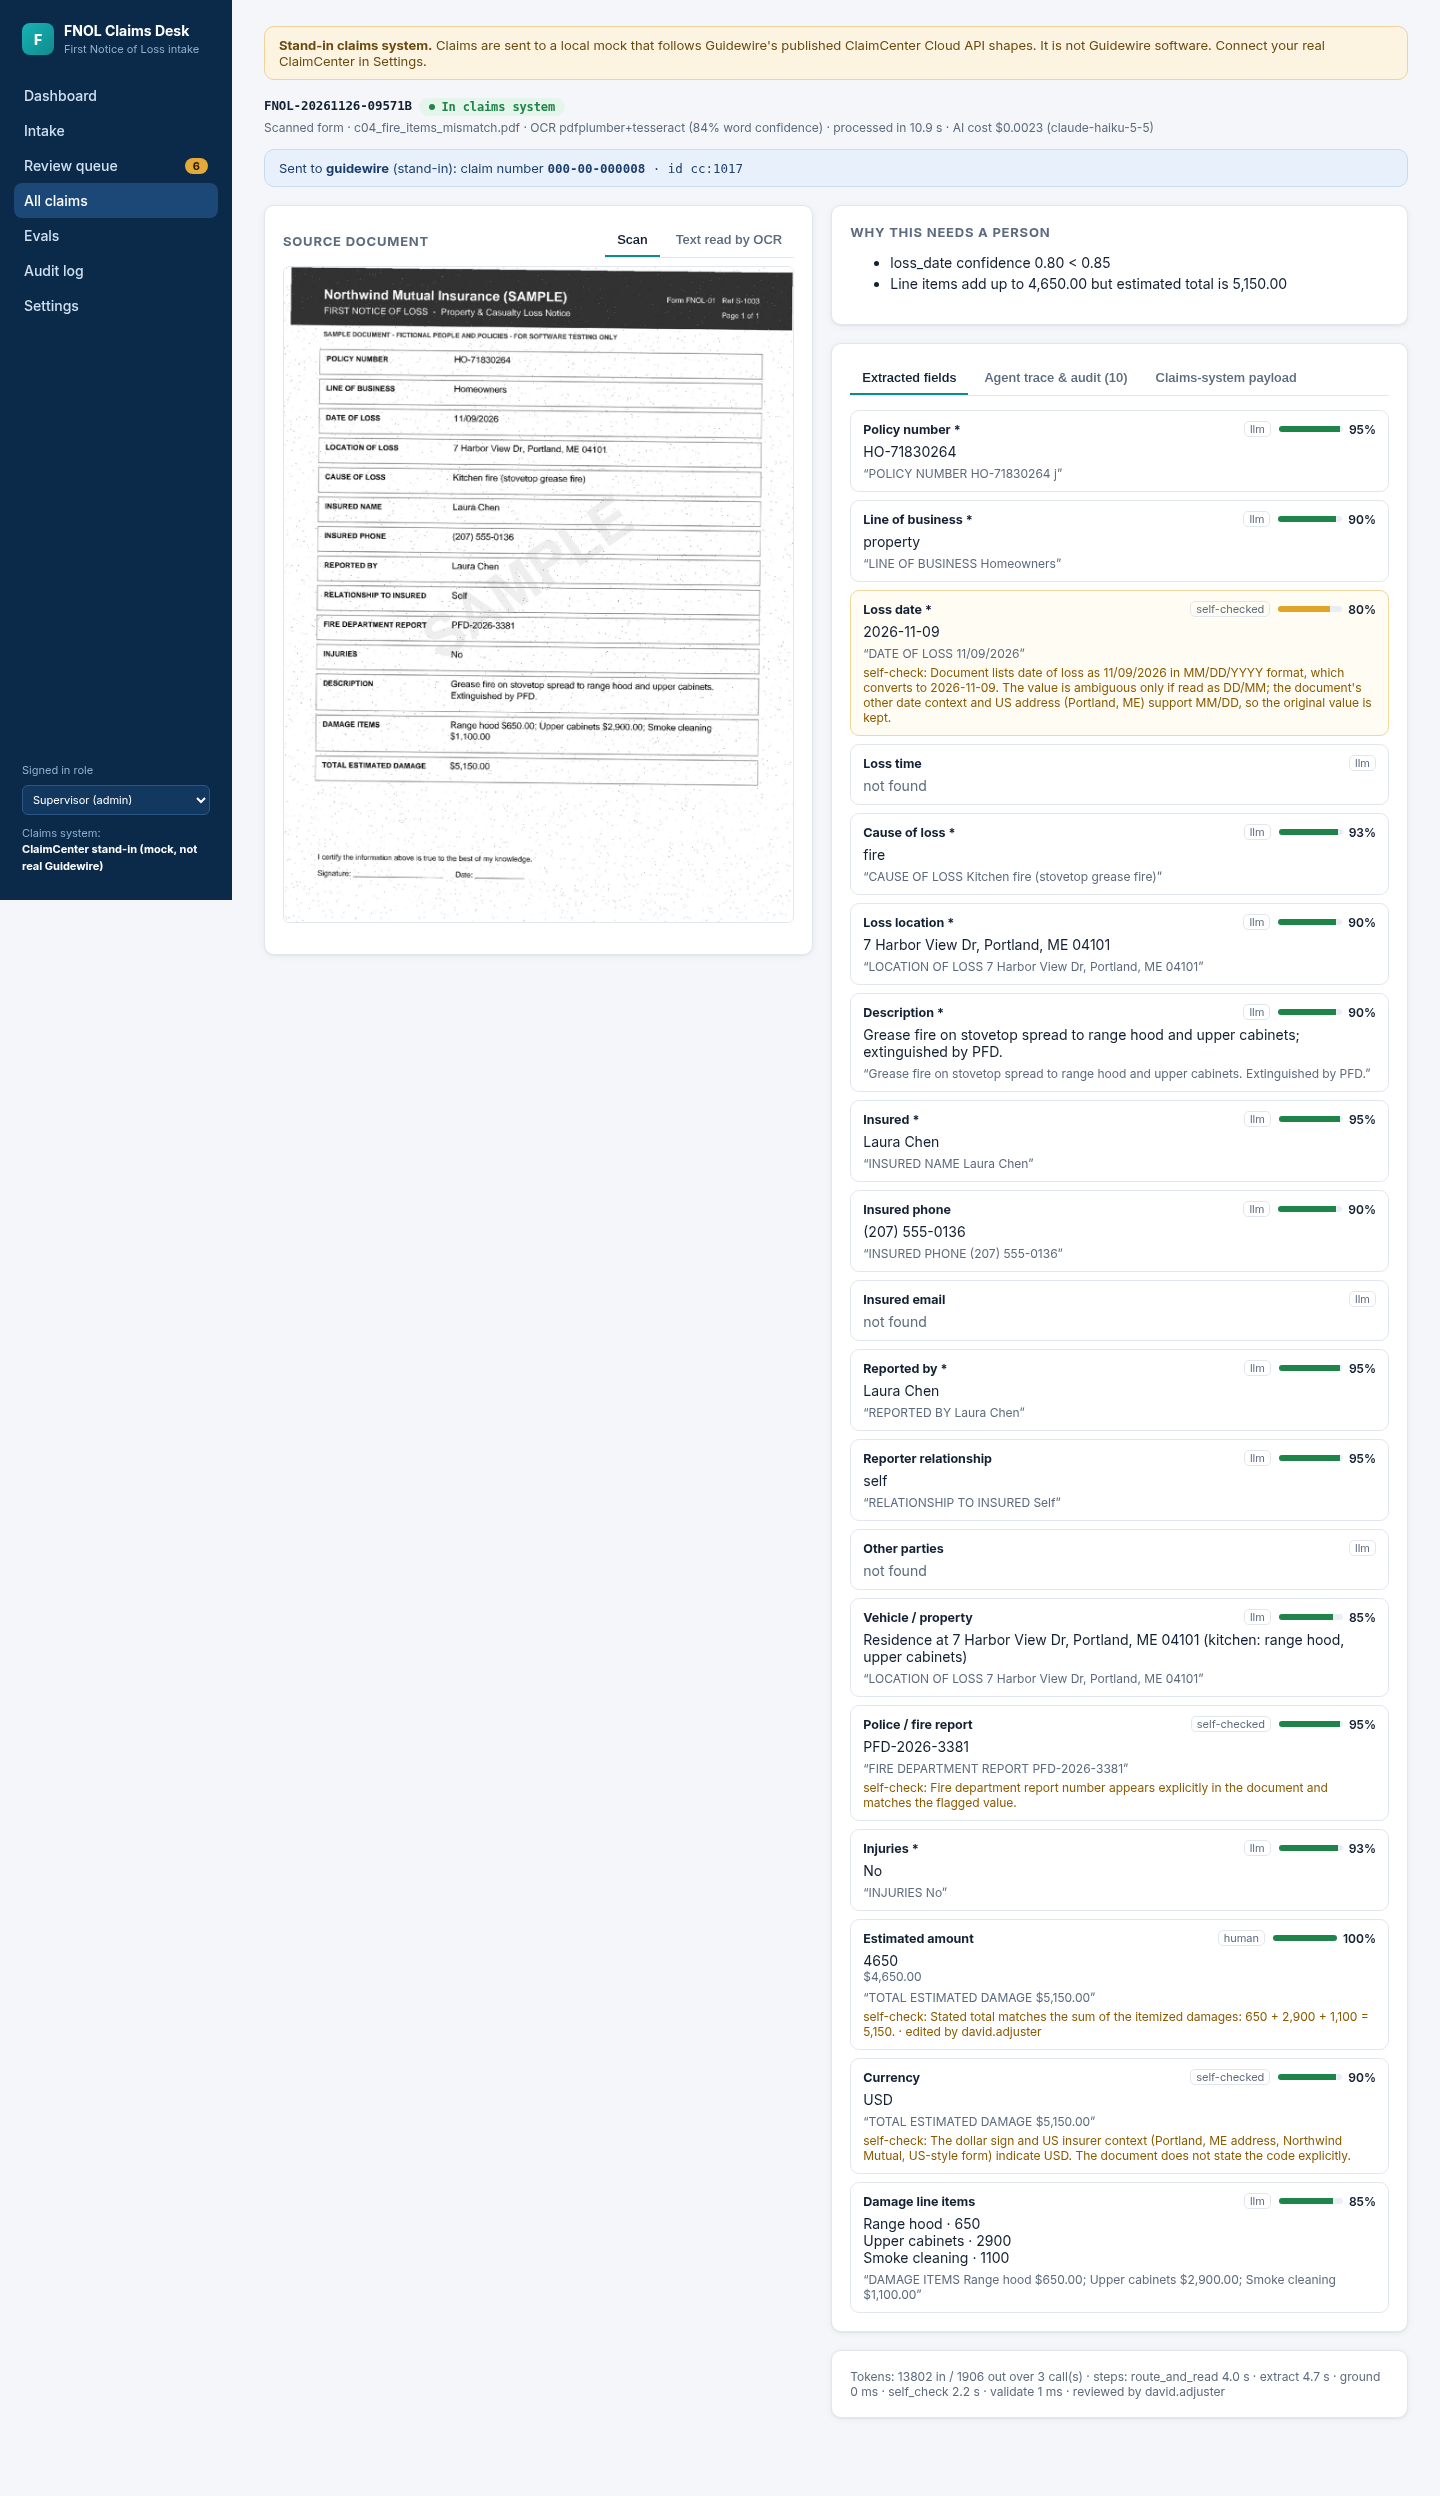 F
FNOL Claims Desk
First Notice of Loss intake
Dashboard
Intake
Review queue 6
All claims
Evals
Audit log
Settings
Signed in role
Supervisor (admin)
Claims system:
ClaimCenter stand-in (mock, not
real Guidewire)
Stand-in claims system. Claims are sent to a local mock that follows Guidewire's published ClaimCenter Cloud API shapes. It is not Guidewire software. Connect your real
ClaimCenter in Settings.
FNOL-20261126-09571B ● In claims system
Scanned form · c04_fire_items_mismatch.pdf · OCR pdfplumber+tesseract (84% word confidence) · processed in 10.9 s · AI cost $0.0023 (claude-haiku-5-5)
Sent to guidewire (stand-in): claim number 000-00-000008 · id cc:1017
SOURCE DOCUMENT Scan Text read by OCR
Northwind Mutual Insurance (SAMPLE) Form FNOL-01 Ref S-1003
FIRST NOTICE OF LOSS - Property & Casualty Loss Notice Page 1 of 1
SAMPLE DOCUMENT - FICTIONAL PEOPLE AND POLICIES - FOR SOFTWARE TESTING ONLY
POLICY NUMBER HO-71830264
LINE OF BUSINESS Homeowners
DATE OF LOSS 11/09/2026
LOCATION OF LOSS 7 Harbor View Dr, Portland, ME 04101
CAUSE OF LOSS Kitchen fire (stovetop grease fire)
INSURED NAME Laura Chen
INSURED PHONE (207) 555-0136
REPORTED BY Laura Chen
RELATIONSHIP TO INSURED Self
FIRE DEPARTMENT REPORT PFD-2026-3381
INJURIES No
DESCRIPTION Grease fire on stovetop spread to range hood and upper cabinets.
Extinguished by PFD.
DAMAGE ITEMS Range hood $650.00; Upper cabinets $2,900.00; Smoke cleaning
$1,100.00
TOTAL ESTIMATED DAMAGE $5,150.00
SAMPLE
I certify the information above is true to the best of my knowledge.
Signature: Date:
WHY THIS NEEDS A PERSON
• loss_date confidence 0.80 < 0.85
• Line items add up to 4,650.00 but estimated total is 5,150.00
Extracted fields Agent trace & audit (10) Claims-system payload
Policy number * llm 95%
HO-71830264
“POLICY NUMBER HO-71830264 j”
Line of business * llm 90%
property
“LINE OF BUSINESS Homeowners”
Loss date * self-checked 80%
2026-11-09
“DATE OF LOSS 11/09/2026”
self-check: Document lists date of loss as 11/09/2026 in MM/DD/YYYY format, which
converts to 2026-11-09. The value is ambiguous only if read as DD/MM; the document's
other date context and US address (Portland, ME) support MM/DD, so the original value is
kept.
Loss time llm
not found
Cause of loss * llm 93%
fire
“CAUSE OF LOSS Kitchen fire (stovetop grease fire)”
Loss location * llm 90%
7 Harbor View Dr, Portland, ME 04101
“LOCATION OF LOSS 7 Harbor View Dr, Portland, ME 04101”
Description * llm 90%
Grease fire on stovetop spread to range hood and upper cabinets;
extinguished by PFD.
“Grease fire on stovetop spread to range hood and upper cabinets. Extinguished by PFD.”
Insured * llm 95%
Laura Chen
“INSURED NAME Laura Chen”
Insured phone llm 90%
(207) 555-0136
“INSURED PHONE (207) 555-0136”
Insured email llm
not found
Reported by * llm 95%
Laura Chen
“REPORTED BY Laura Chen”
Reporter relationship llm 95%
self
“RELATIONSHIP TO INSURED Self”
Other parties llm
not found
Vehicle / property llm 85%
Residence at 7 Harbor View Dr, Portland, ME 04101 (kitchen: range hood,
upper cabinets)
“LOCATION OF LOSS 7 Harbor View Dr, Portland, ME 04101”
Police / fire report self-checked 95%
PFD-2026-3381
“FIRE DEPARTMENT REPORT PFD-2026-3381”
self-check: Fire department report number appears explicitly in the document and
matches the flagged value.
Injuries * llm 93%
No
“INJURIES No”
Estimated amount human 100%
4650
$4,650.00
“TOTAL ESTIMATED DAMAGE $5,150.00”
self-check: Stated total matches the sum of the itemized damages: 650 + 2,900 + 1,100 =
5,150. · edited by david.adjuster
Currency self-checked 90%
USD
“TOTAL ESTIMATED DAMAGE $5,150.00”
self-check: The dollar sign and US insurer context (Portland, ME address, Northwind
Mutual, US-style form) indicate USD. The document does not state the code explicitly.
Damage line items llm 85%
Range hood · 650
Upper cabinets · 2900
Smoke cleaning · 1100
“DAMAGE ITEMS Range hood $650.00; Upper cabinets $2,900.00; Smoke cleaning
$1,100.00”
Tokens: 13802 in / 1906 out over 3 call(s) · steps: route_and_read 4.0 s · extract 4.7 s · ground
0 ms · self_check 2.2 s · validate 1 ms · reviewed by david.adjuster